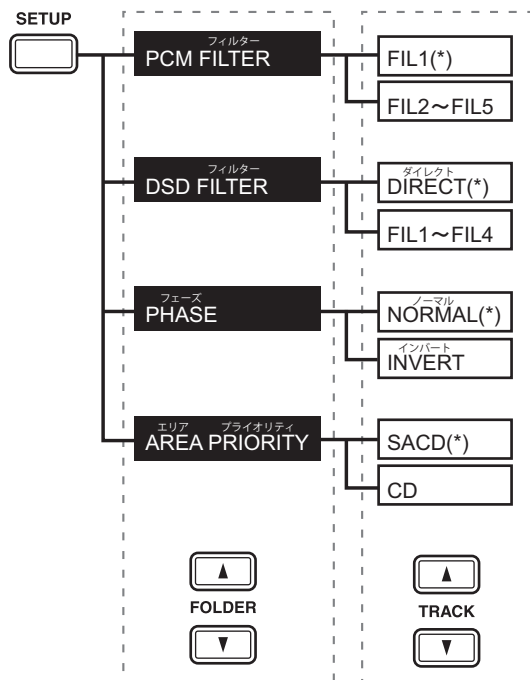 SETUP
フィルター
PCM FILTER
FIL1(*)
FIL2～FIL5
フィルター
DSD FILTER
ダイレクト
DIRECT(*)
FIL1～FIL4
フェーズ
PHASE
ノーマル
NORMAL(*)
インバート
INVERT
エリア プライオリティ
AREA PRIORITY
SACD(*)
CD
FOLDER
TRACK